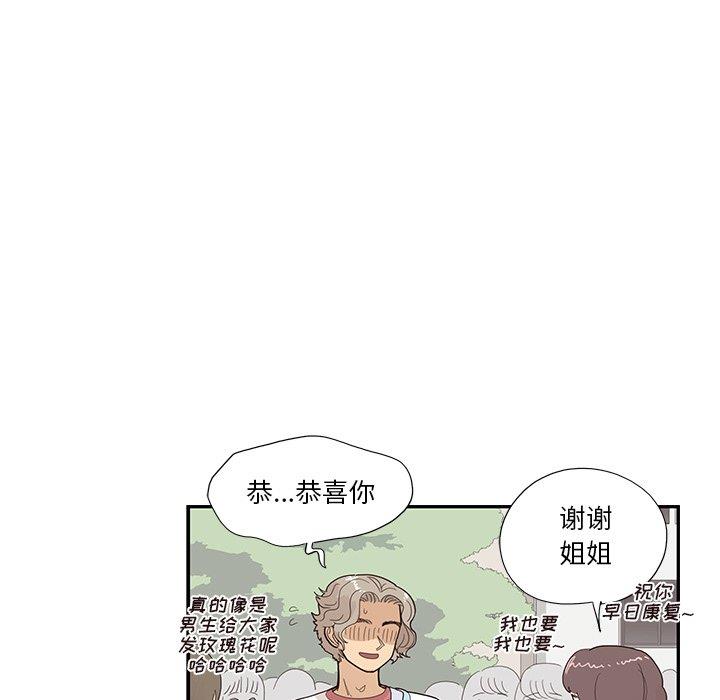 恭…恭喜你
谢谢
姐姐
真的像是
男生给大家
发玫瑰花呢
哈哈哈哈
我也要
我也要~
祝你
早日康复~